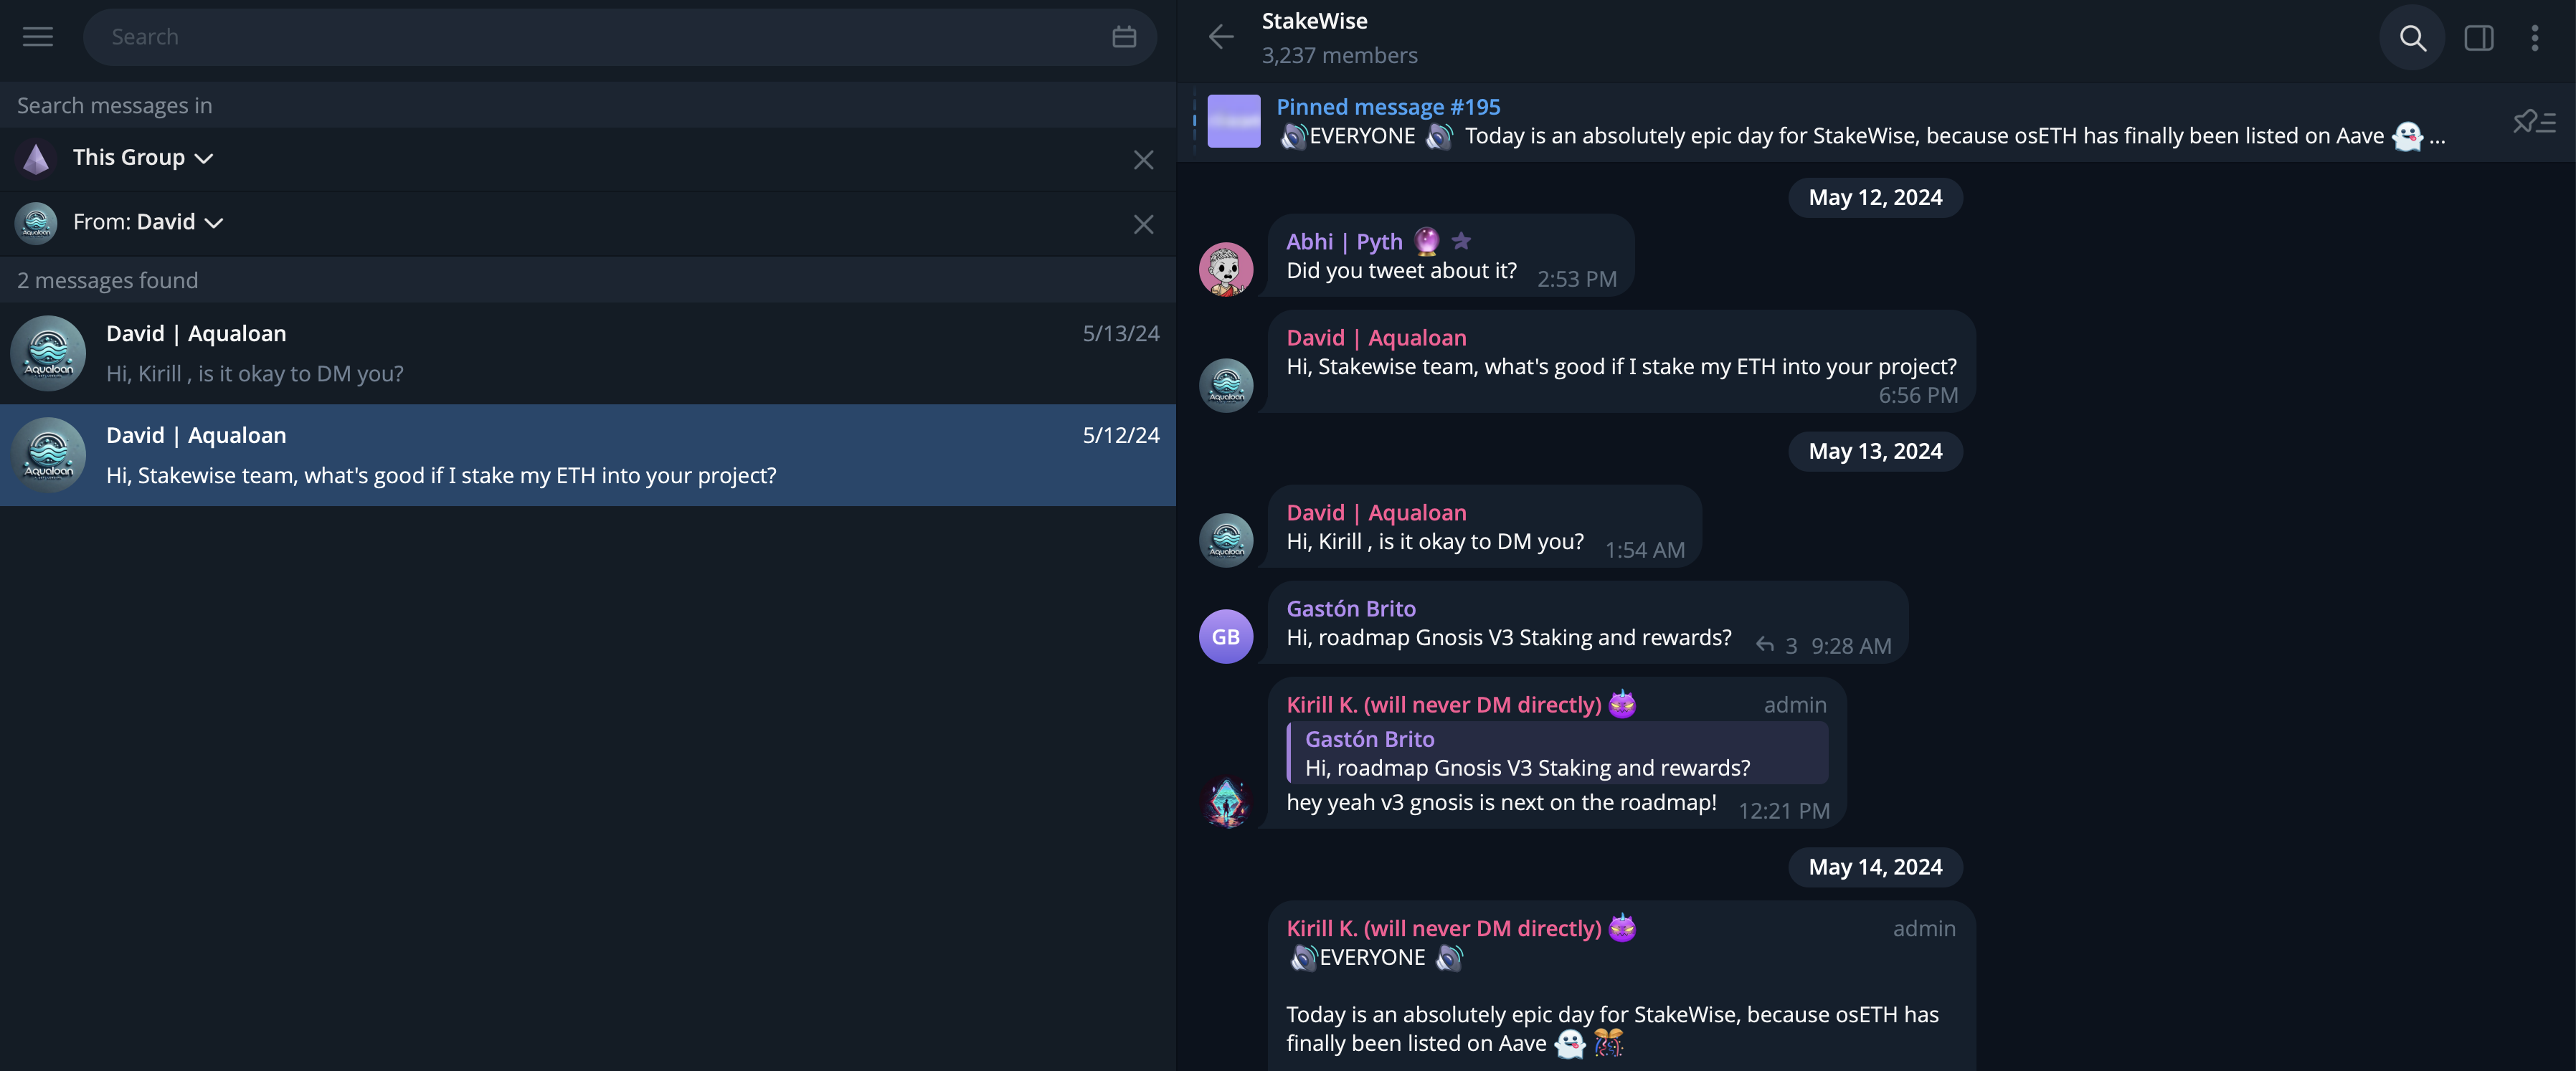 Search
Search messages in
This Group
From: David
2 messages found
David | Aqualoan 5/13/24
Hi, Kirill , is it okay to DM you?
David | Aqualoan 5/12/24
Hi, Stakewise team, what's good if I stake my ETH into your project?
StakeWise
3,237 members
Pinned message #195
🔊EVERYONE 🔊 Today is an absolutely epic day for StakeWise, because osETH has finally been listed on Aave 👻 ...
May 12, 2024
Abhi | Pyth 🔮
Did you tweet about it? 2:53 PM
David | Aqualoan
Hi, Stakewise team, what's good if I stake my ETH into your project?
6:56 PM
May 13, 2024
David | Aqualoan
Hi, Kirill , is it okay to DM you? 1:54 AM
GB
Gastón Brito
Hi, roadmap Gnosis V3 Staking and rewards? 3 9:28 AM
Kirill K. (will never DM directly) admin
Gastón Brito
Hi, roadmap Gnosis V3 Staking and rewards?
hey yeah v3 gnosis is next on the roadmap! 12:21 PM
May 14, 2024
Kirill K. (will never DM directly) admin
🔊EVERYONE 🔊
Today is an absolutely epic day for StakeWise, because osETH has
finally been listed on Aave 👻 🎊
Aqualoan
Aqualoan
Aqualoan
Aqualoan
Aqualoan